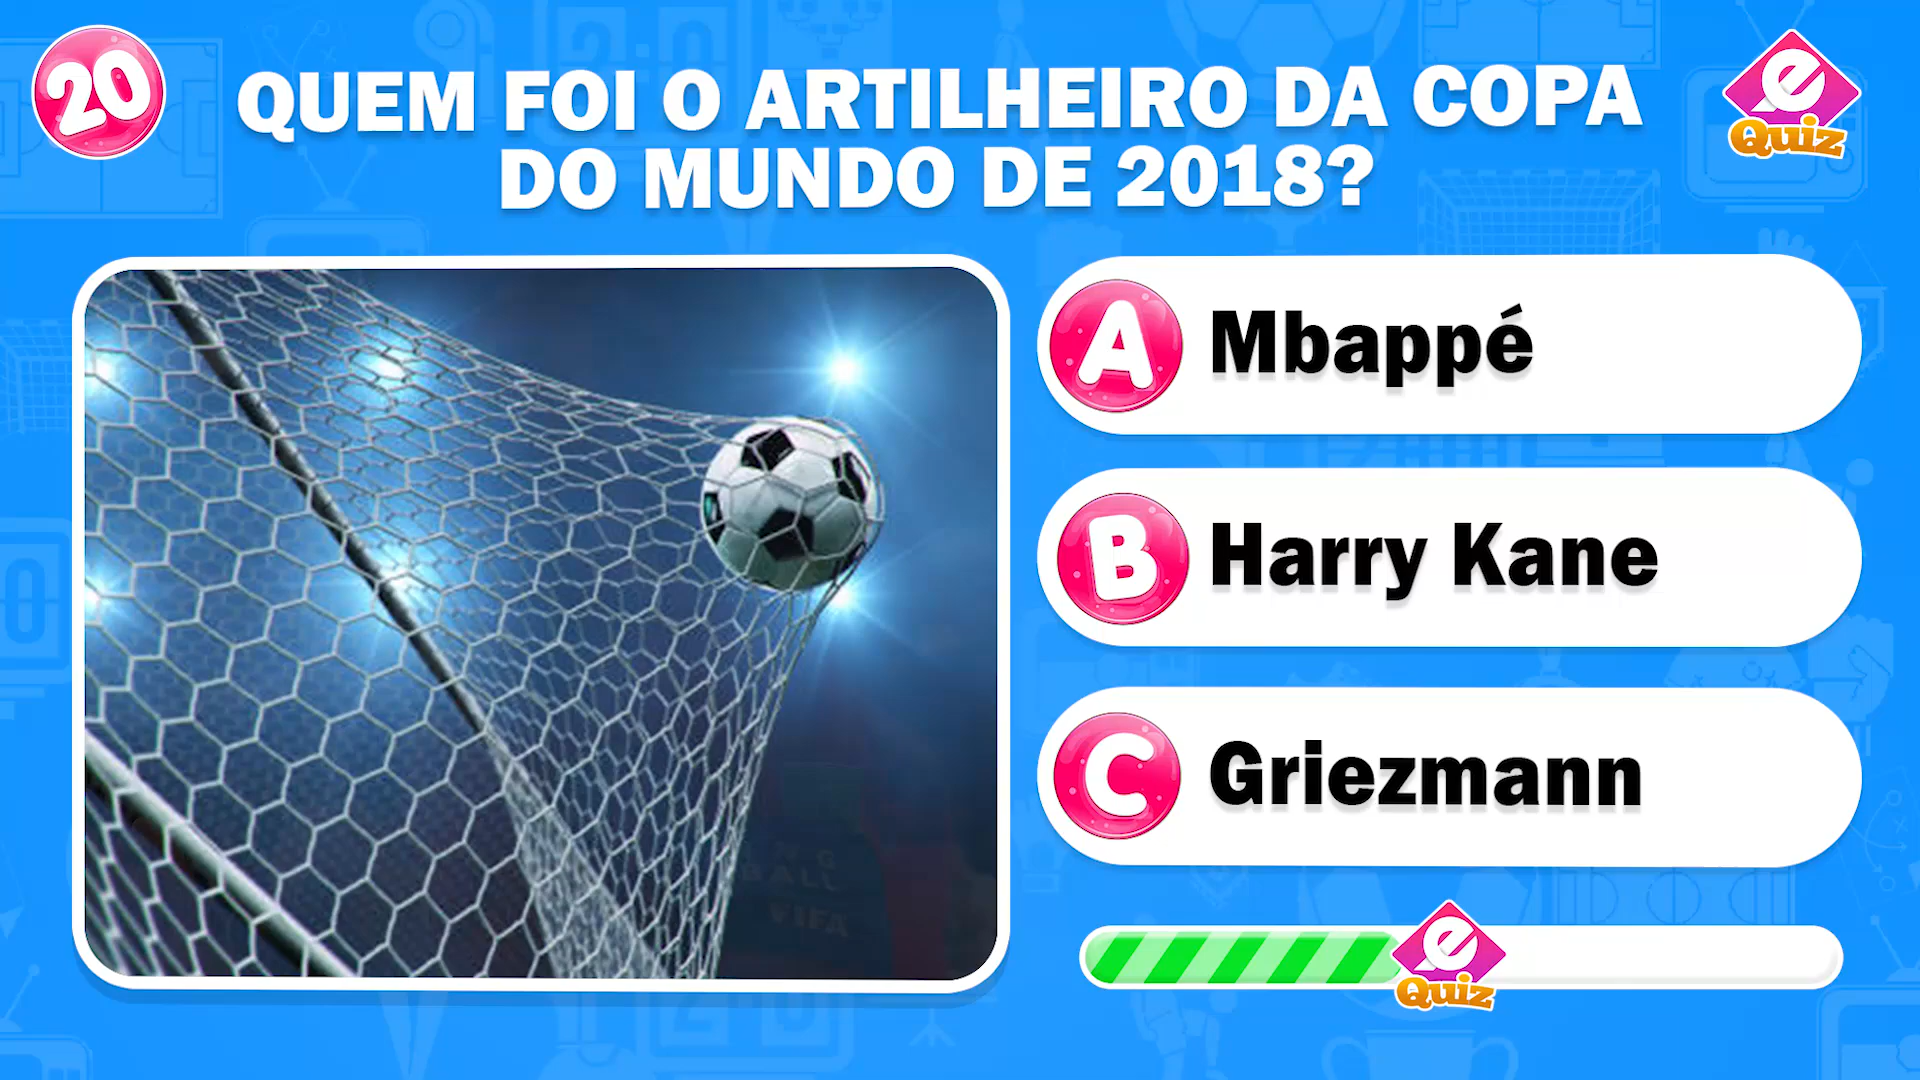 20
QUEM FOI O ARTILHEIRO DA COPA
DO MUNDO DE 2018?
e
Quiz
A Mbappé
B Harry Kane
C Griezmann
e
Quiz